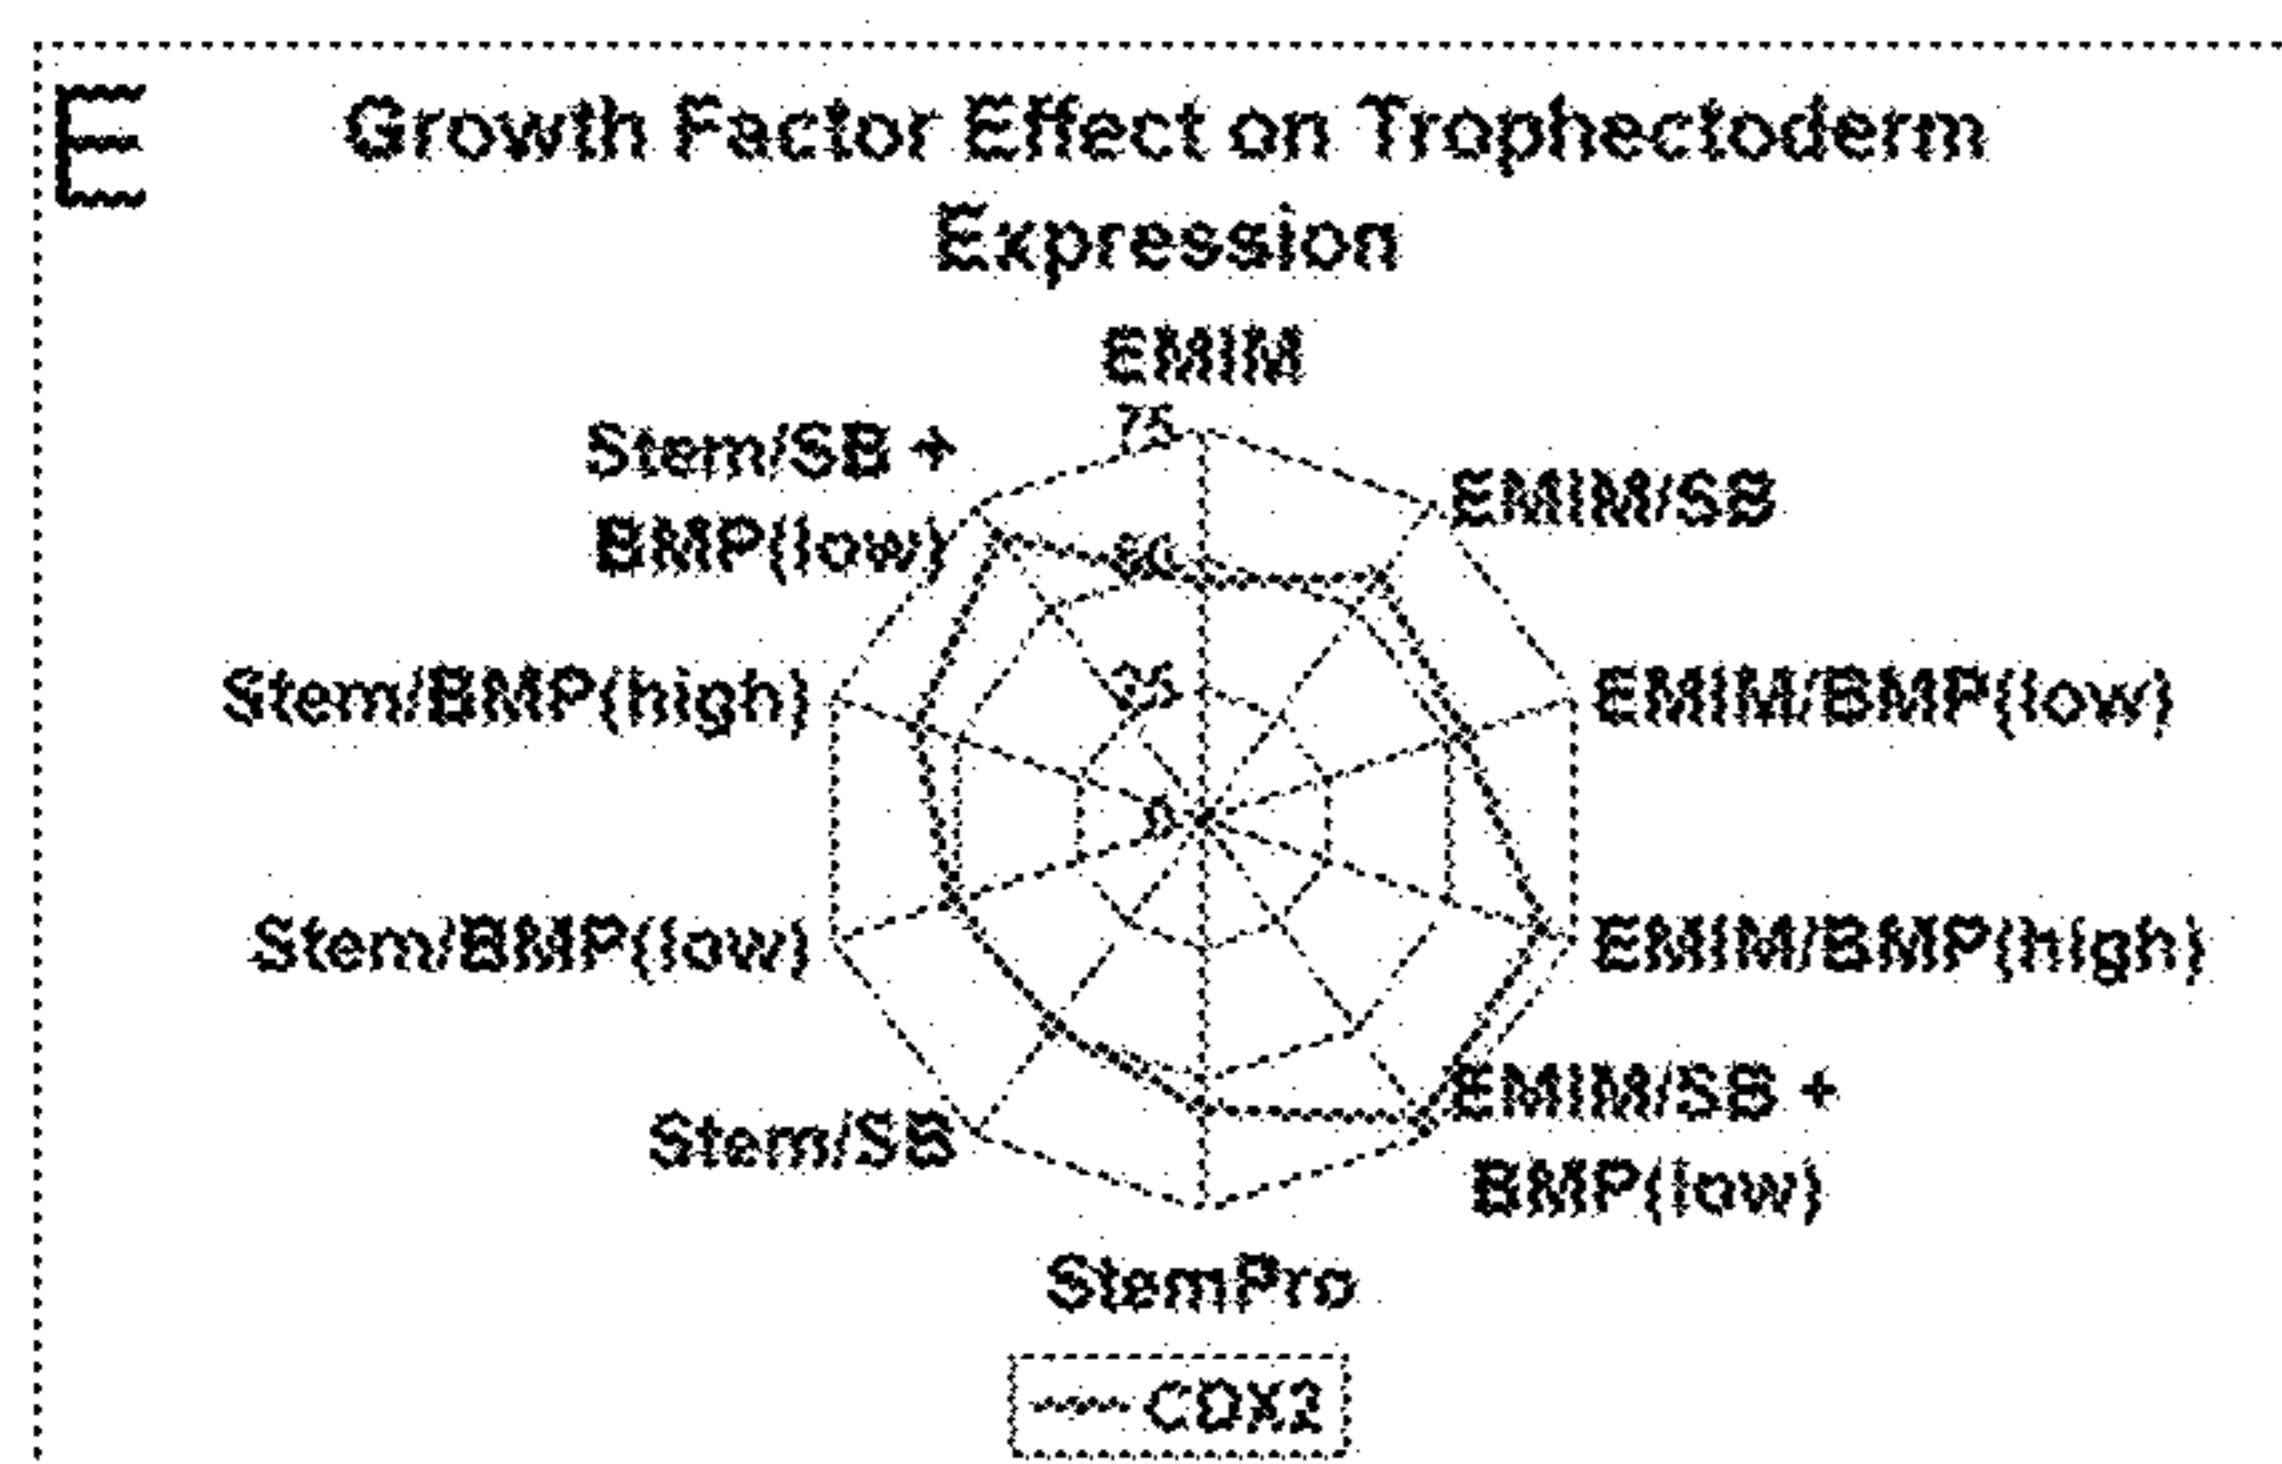 E
Growth Factor Effect on Trophectoderm
Expression
EMIM
75
50
25
0
EMIM/SB
EMIM/BMP(low)
EMIM/BMP(high)
EMIM/SB +
BMP(low)
StemPro
Stem/SB
Stem/BMP(low)
Stem/BMP(high)
Stem/SB +
BMP(low)
CDX2